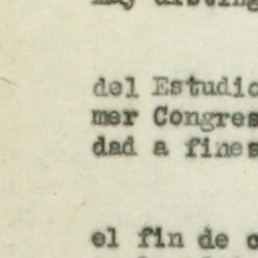 del Estudio
mer Congres
dad a fines
el fin de c